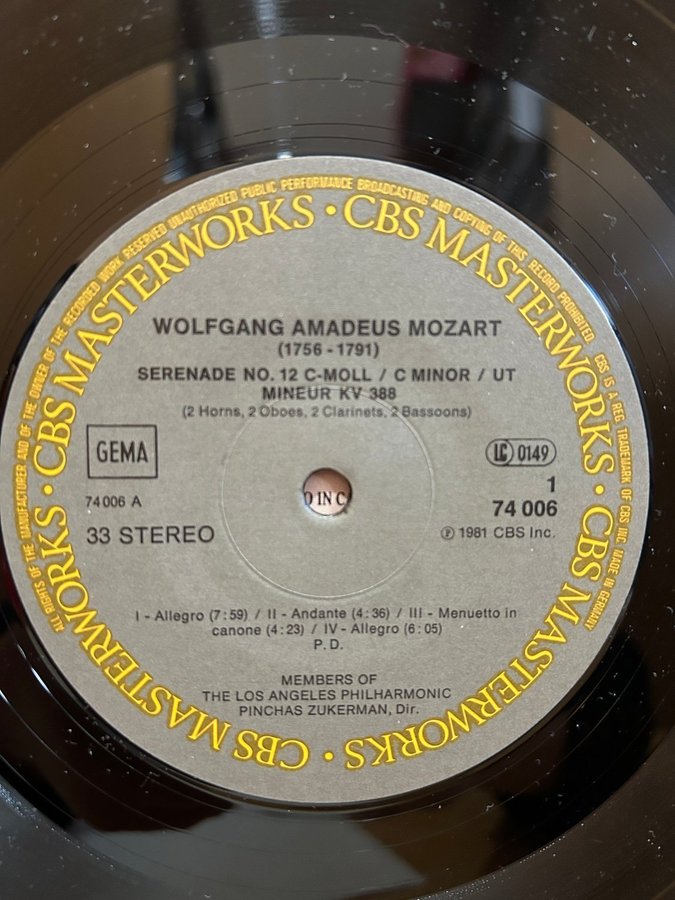 ALL RIGHTS OF THE MANUFACTURER AND OF THE OWNER OF THE RECORDED WORK RESERVED UNAUTHORIZED PUBLIC PERFORMANCE BROADCASTING AND COPYING OF THIS RECORD PROHIBITED CBS IS A REG TRADEMARK OF CBS INC MADE IN GERMANY
CBS MASTERWORKS • CBS MASTERWORKS • CBS MASTERWORKS • CBS MASTERWORKS •
WOLFGANG AMADEUS MOZART
(1756 - 1791)
SERENADE NO. 12 C-MOLL / C MINOR / UT
MINEUR KV 388
(2 Horns, 2 Oboes, 2 Clarinets, 2 Bassoons)
GEMA
LC 0149
74 006 A
1
74 006
33 STEREO
℗ 1981 CBS Inc.
O IN C
I - Allegro (7:59) / II - Andante (4:36) / III - Menuetto in
canone (4:23) / IV - Allegro (6:05)
P.D.
MEMBERS OF
THE LOS ANGELES PHILHARMONIC
PINCHAS ZUKERMAN, Dir.